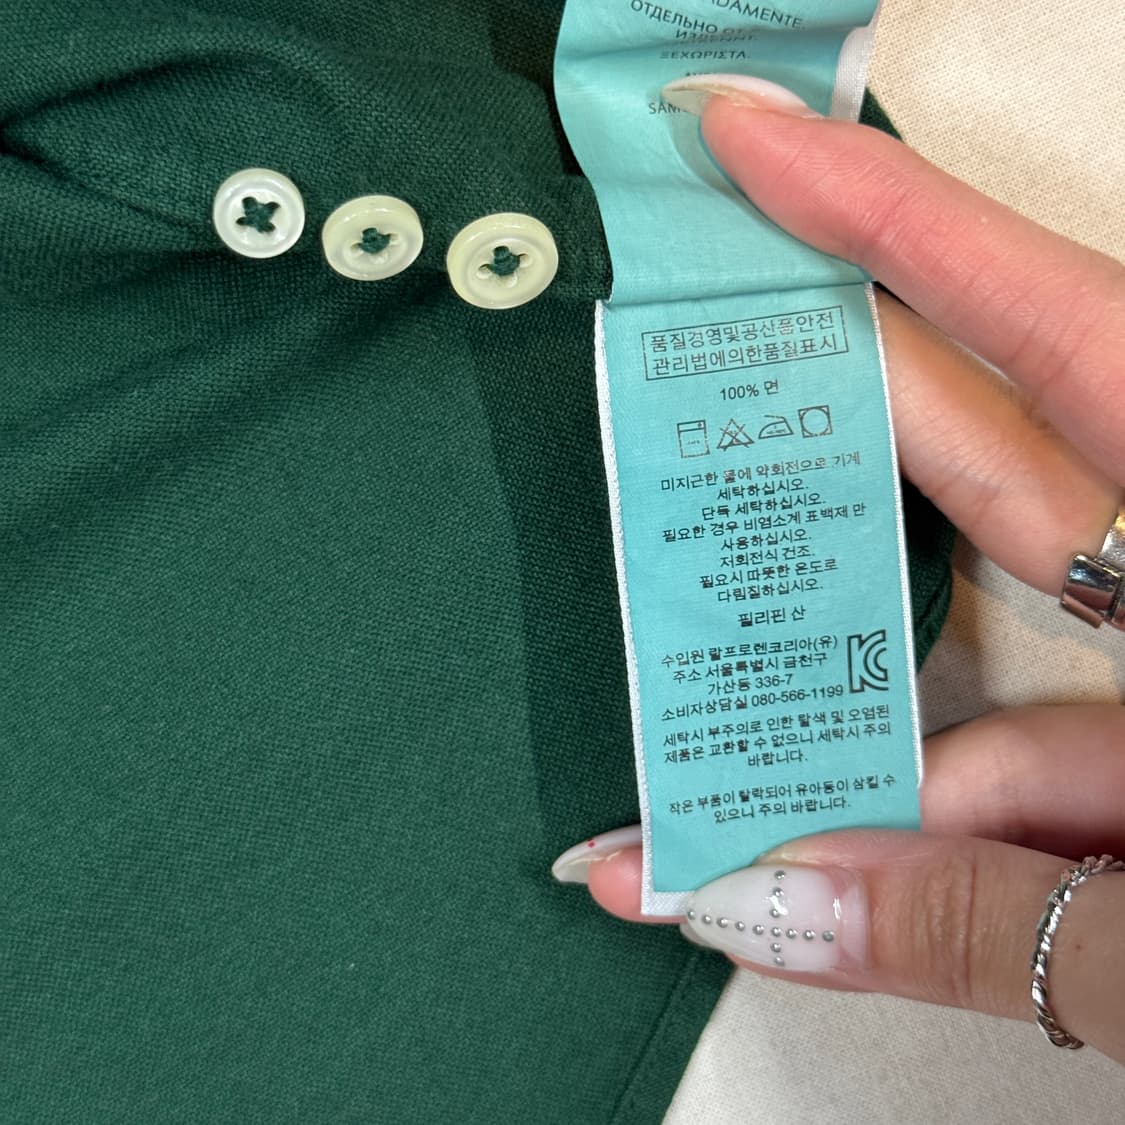 ADAMENTE.
ОТДЕЛЬНО ОТ
ИЗДЕЛИЯ
ΞΕΧΩΡΙΣΤΑ.
품질경영및공산품안전
관리법에의한품질표시
100% 면
미지근한 물에 약회전으로 기계
세탁하십시오.
단독 세탁하십시오.
필요한 경우 비염소계 표백제 만
사용하십시오.
저회전식 건조.
필요시 따뜻한 온도로
다림질하십시오.
필리핀 산
수입원 랄프로렌코리아(유)
주소 서울특별시 금천구
가산동 336-7
소비자상담실 080-566-1199
세탁시 부주의로 인한 탈색 및 오염된
제품은 교환할 수 없으니 세탁시 주의
바랍니다.
작은 부품이 탈락되어 유아동이 삼킬 수
있으니 주의 바랍니다.